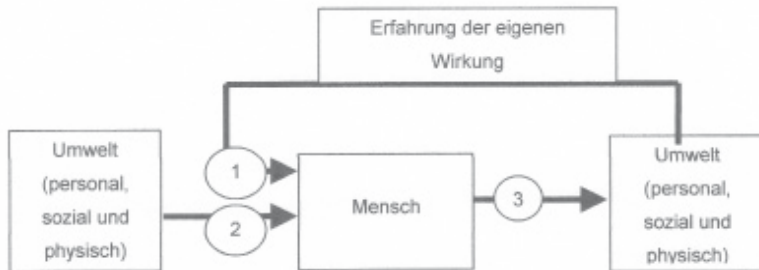 Erfahrung der eigenen
Wirkung
Umwelt
(personal,
sozial und
physisch)
1
2
Mensch
3
Umwelt
(personal,
sozial und
physisch)